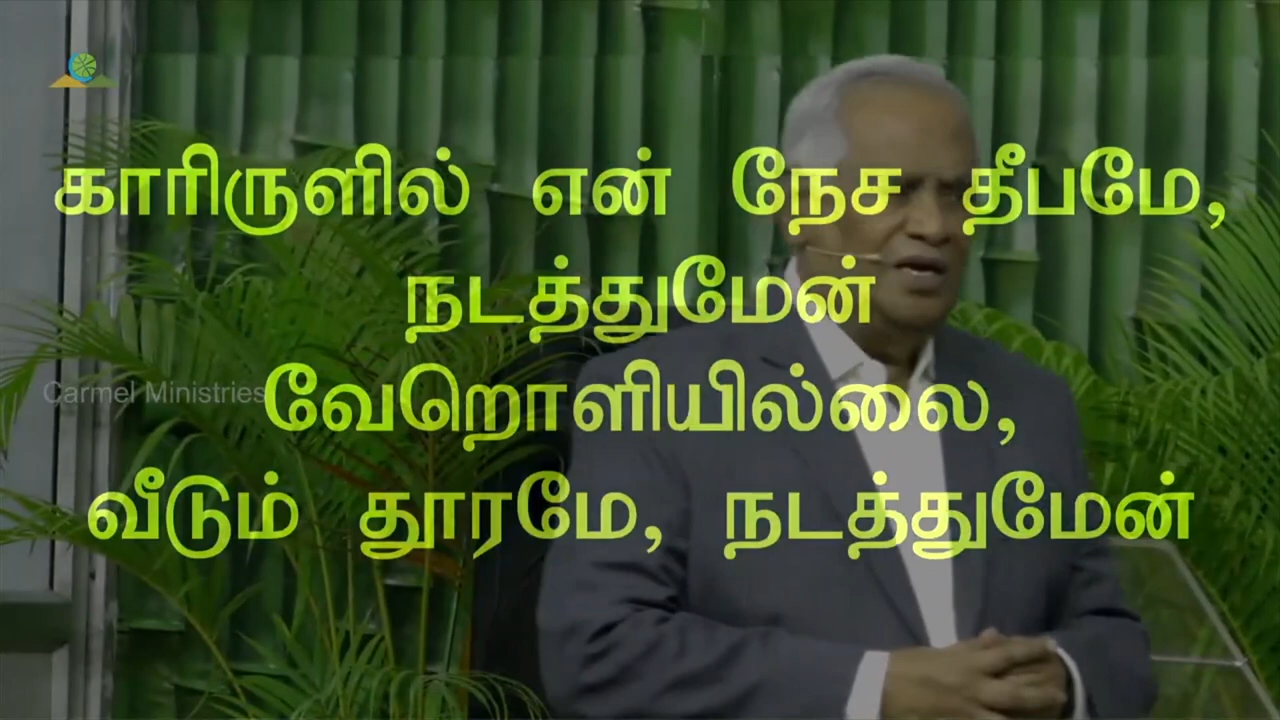 காரிருளில் என் நேச தீபமே,
நடத்துமேன்
Carmel Ministries
வேறொளியில்லை,
வீடும் தூரமே, நடத்துமேன்